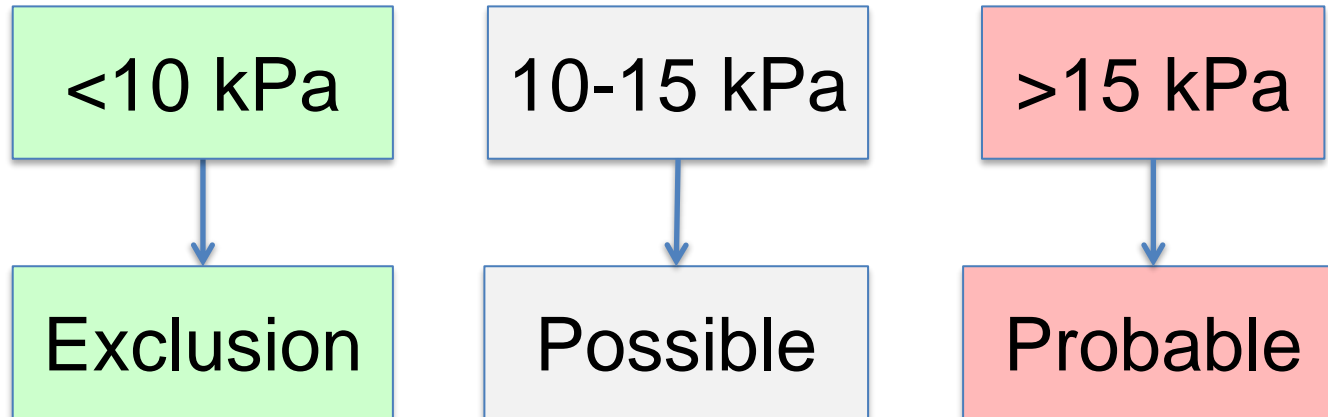 <10 kPa
10-15 kPa
>15 kPa
Exclusion
Possible
Probable